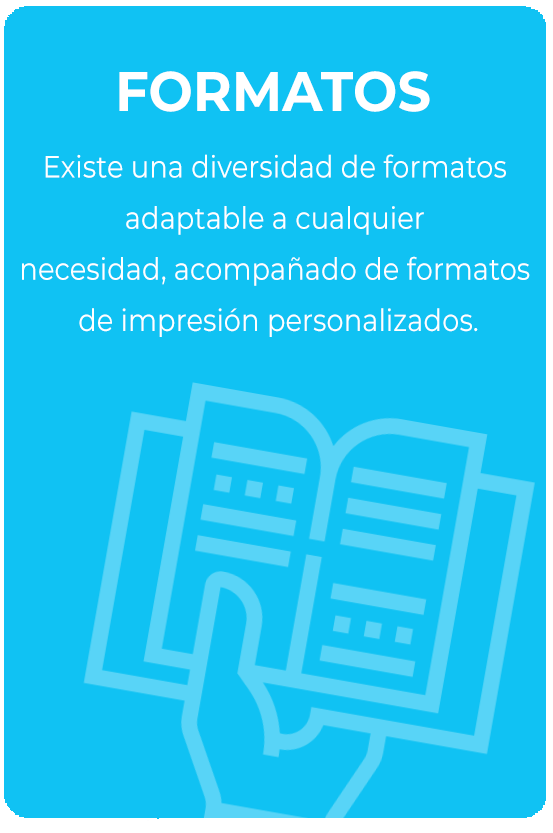 FORMATOS
Existe una diversidad de formatos
adaptable a cualquier
necesidad, acompañado de formatos
de impresión personalizados.